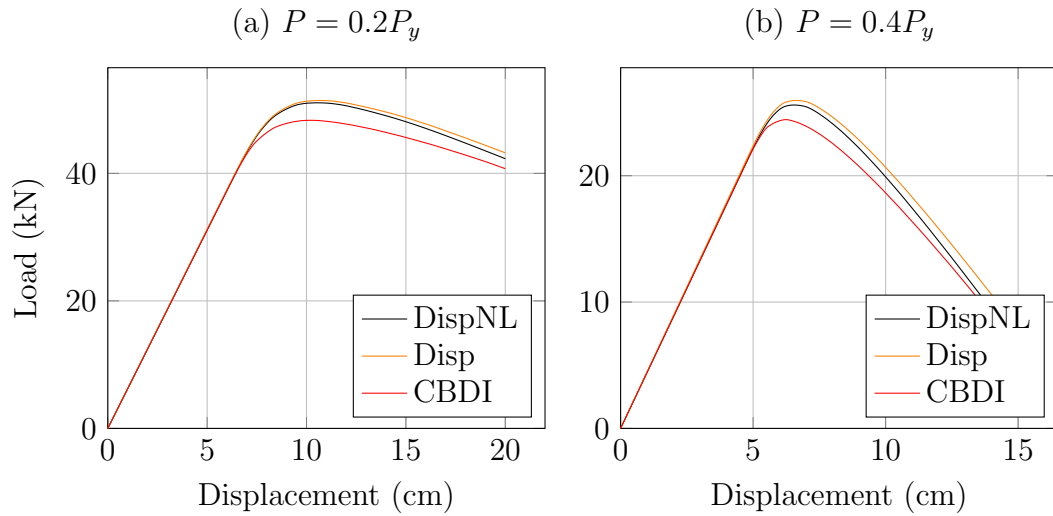 (a) P = 0.2P_y
(b) P = 0.4P_y
Load (kN)
40
20
0
0 5 10 15 20
Displacement (cm)
DispNL
Disp
CBDI
20
10
0
0 5 10 15
Displacement (cm)
DispNL
Disp
CBDI